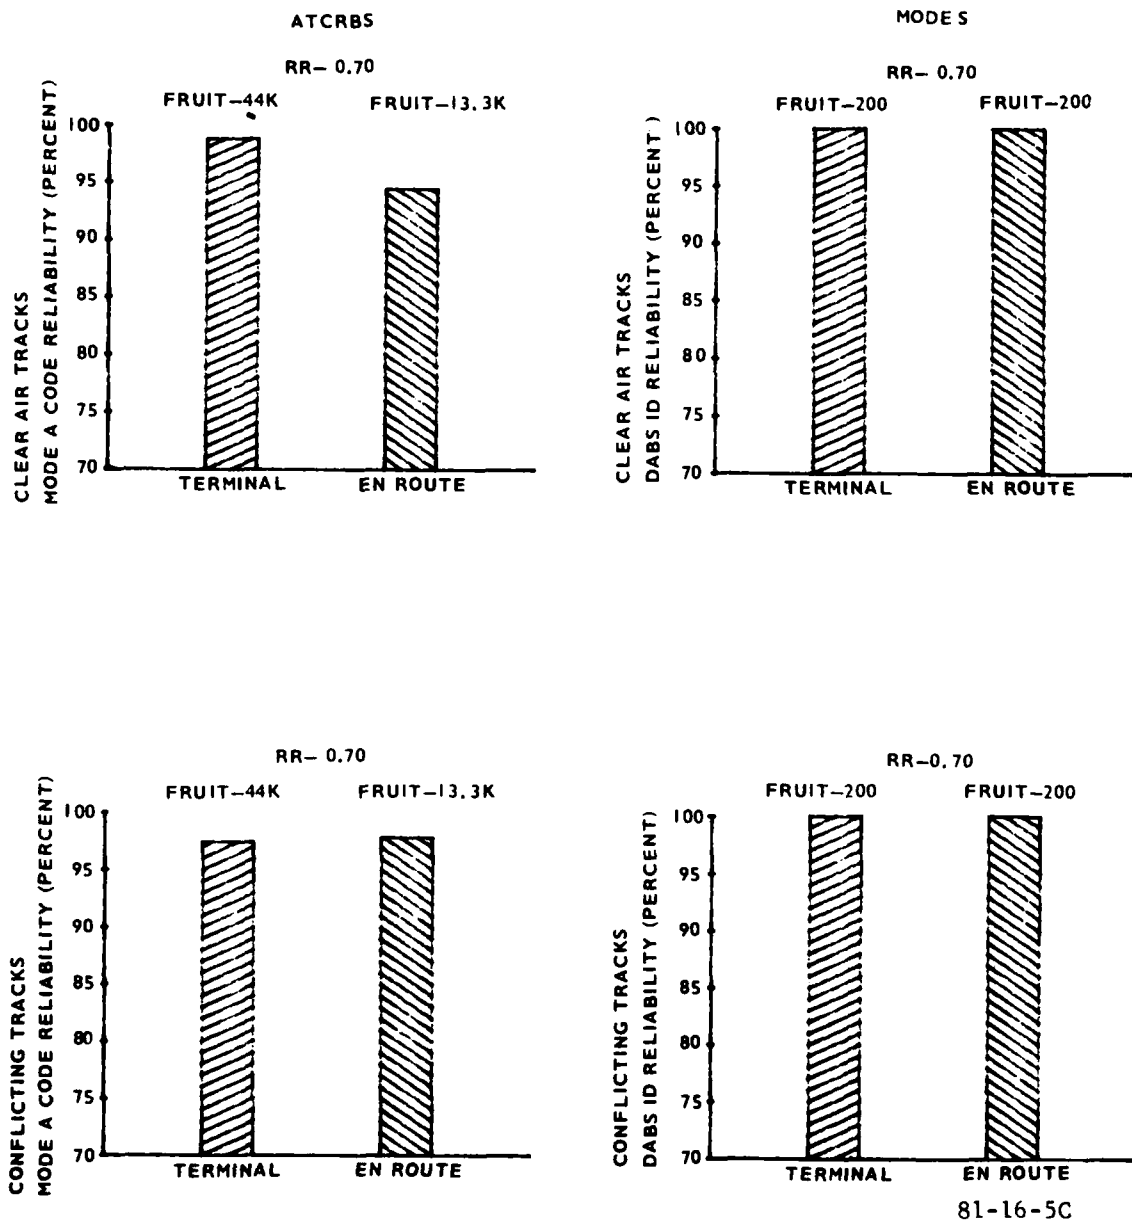 ATCRBS
RR— 0.70
FRUIT—44K
FRUIT—13.3K
CLEAR AIR TRACKS
MODE A CODE RELIABILITY (PERCENT)
100
95
90
85
80
75
70
TERMINAL
EN ROUTE
MODE S
RR— 0.70
FRUIT—200
FRUIT—200
CLEAR AIR TRACKS
DABS ID RELIABILITY (PERCENT)
100
95
90
85
80
75
70
TERMINAL
EN ROUTE
RR— 0.70
FRUIT—44K
FRUIT—13.3K
CONFLICTING TRACKS
MODE A CODE RELIABILITY (PERCENT)
100
95
90
85
80
75
70
TERMINAL
EN ROUTE
RR—0.70
FRUIT—200
FRUIT—200
CONFLICTING TRACKS
DABS ID RELIABILITY (PERCENT)
100
95
90
85
80
75
70
TERMINAL
EN ROUTE
81-16-5C